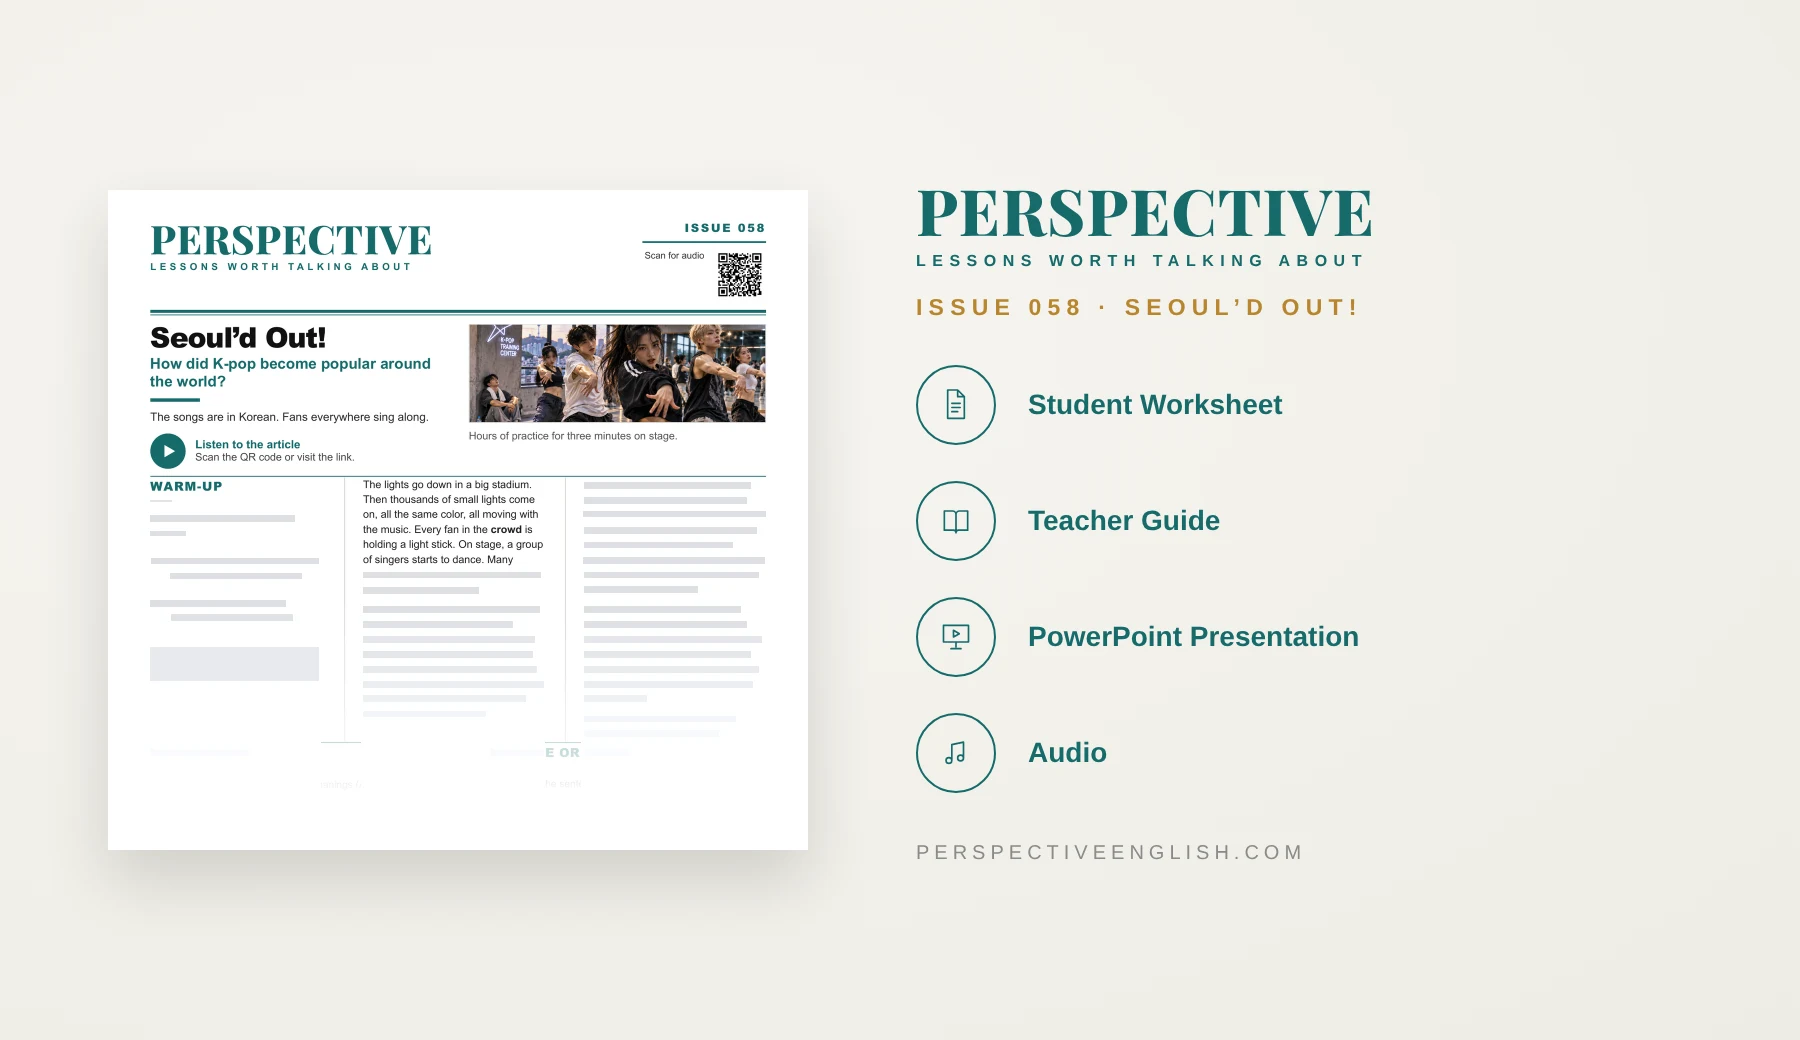 PERSPECTIVE
LESSONS WORTH TALKING ABOUT
ISSUE 058
Scan for audio
Seoul’d Out!
How did K-pop become popular around
the world?
The songs are in Korean. Fans everywhere sing along.
Listen to the article
Scan the QR code or visit the link.
K-POP
TRAINING
CENTER
Hours of practice for three minutes on stage.
WARM-UP
The lights go down in a big stadium.
Then thousands of small lights come
on, all the same color, all moving with
the music. Every fan in the crowd is
holding a light stick. On stage, a group
of singers starts to dance. Many
E OR
PERSPECTIVE
LESSONS WORTH TALKING ABOUT
ISSUE 058 · SEOUL’D OUT!
Student Worksheet
Teacher Guide
PowerPoint Presentation
Audio
PERSPECTIVEENGLISH.COM